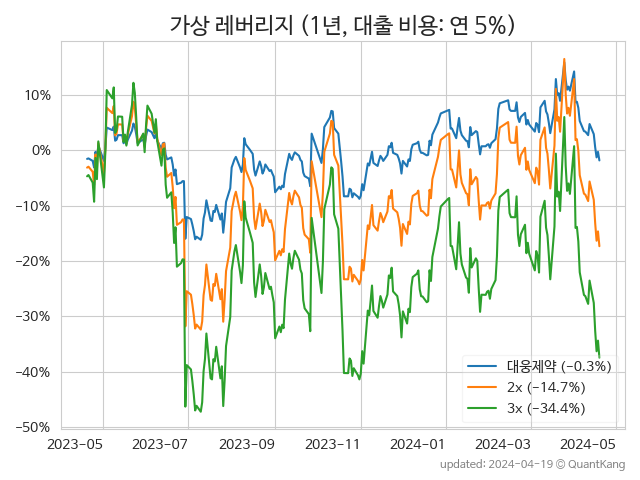 가상 레버리지 (1년, 대출 비용: 연 5%)
10%
0%
−10%
−20%
−30%
−40%
−50%
대웅제약 (−0.3%)
2x (−14.7%)
3x (−34.4%)
2023-05 2023-07 2023-09 2023-11 2024-01 2024-03 2024-05
updated: 2024-04-19 © QuantKang